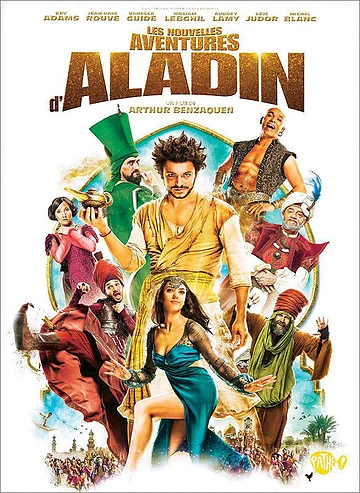 KEV ADAMS
JEAN-PAUL ROUVE
VANESSA GUIDE
WILLIAM LEBGHIL
AUDREY LAMY
ERIC JUDOR
MICHEL BLANC
LES NOUVELLES
AVENTURES
d'ALADIN
UN FILM DE
ARTHUR BENZAQUEN
PATHÉ!